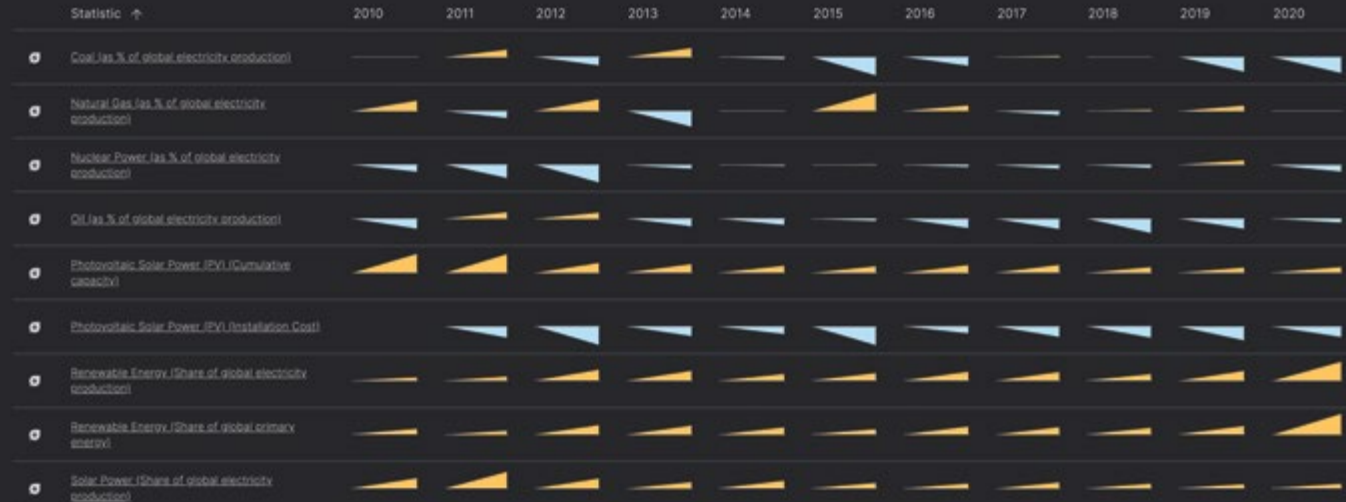 Statistic ↑ 2010 2011 2012 2013 2014 2015 2016 2017 2018 2019 2020
Coal (as % of global electricity production)
Natural Gas (as % of global electricity
production)
Nuclear Power (as % of global electricity
production)
Oil (as % of global electricity production)
Photovoltaic Solar Power (PV) (Cumulative
capacity)
Photovoltaic Solar Power (PV) (Installation Cost)
Renewable Energy (Share of global electricity
production)
Renewable Energy (Share of global primary
energy)
Solar Power (Share of global electricity
production)